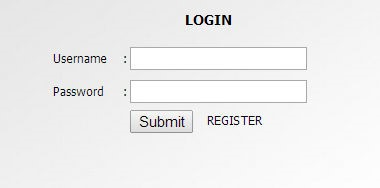 LOGIN
Username :
Password :
Submit REGISTER